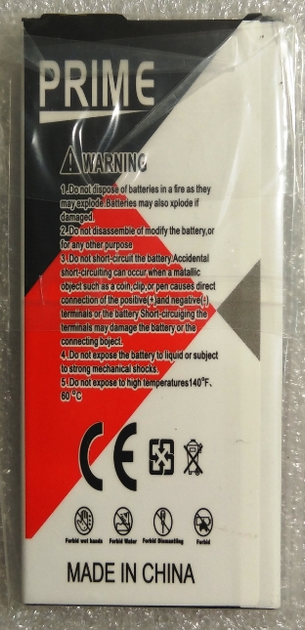 PRIME
WARNING
1.Do not dispose of batteries in a fire as they
may explode.Batteries may also xplode if
damaged.
2.Do not disassemble of modify the battery,or
for any other purpose
3.Do not short-circuit the battery.Accidental
short-circuiting can occur when a matallic
object such as a coin,clip,or pen causes direct
connection of the positive(+)and negative(-)
terminals or the battery Short-circuiging the
terminals may damage the battery or the
connecting boject.
4.Do not expose the battery to liquid or subject
to strong mechanical shocks.
5.Do not expose to high temperatures140°F、
60°C
CE
Forbid wet hands Forbid Water Forbid Dismantling Forbid
MADE IN CHINA